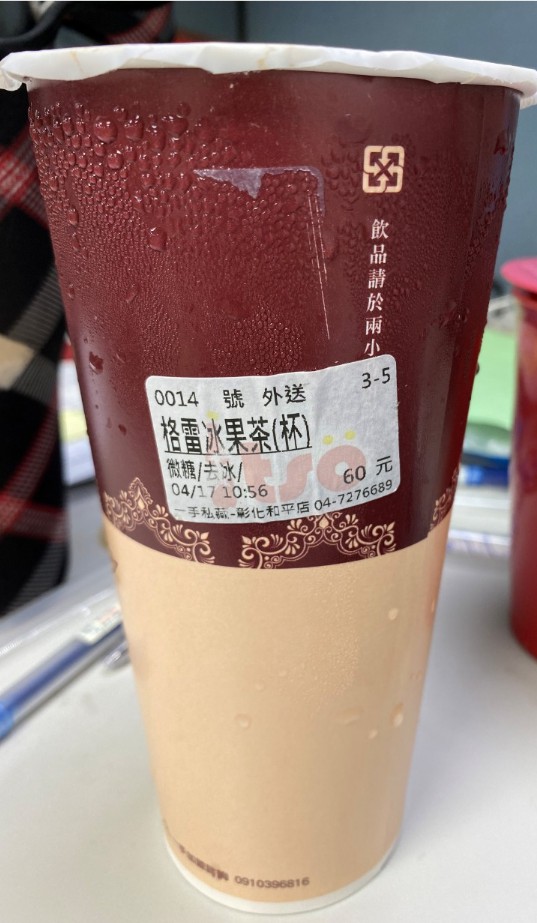 飲品請於兩小
0014 號 外送 3-5
格雷冰果茶(杯)
微糖/去冰/ 60 元
04/17 10:56
一手私藏-彰化和平店 04-7276689
0910396816